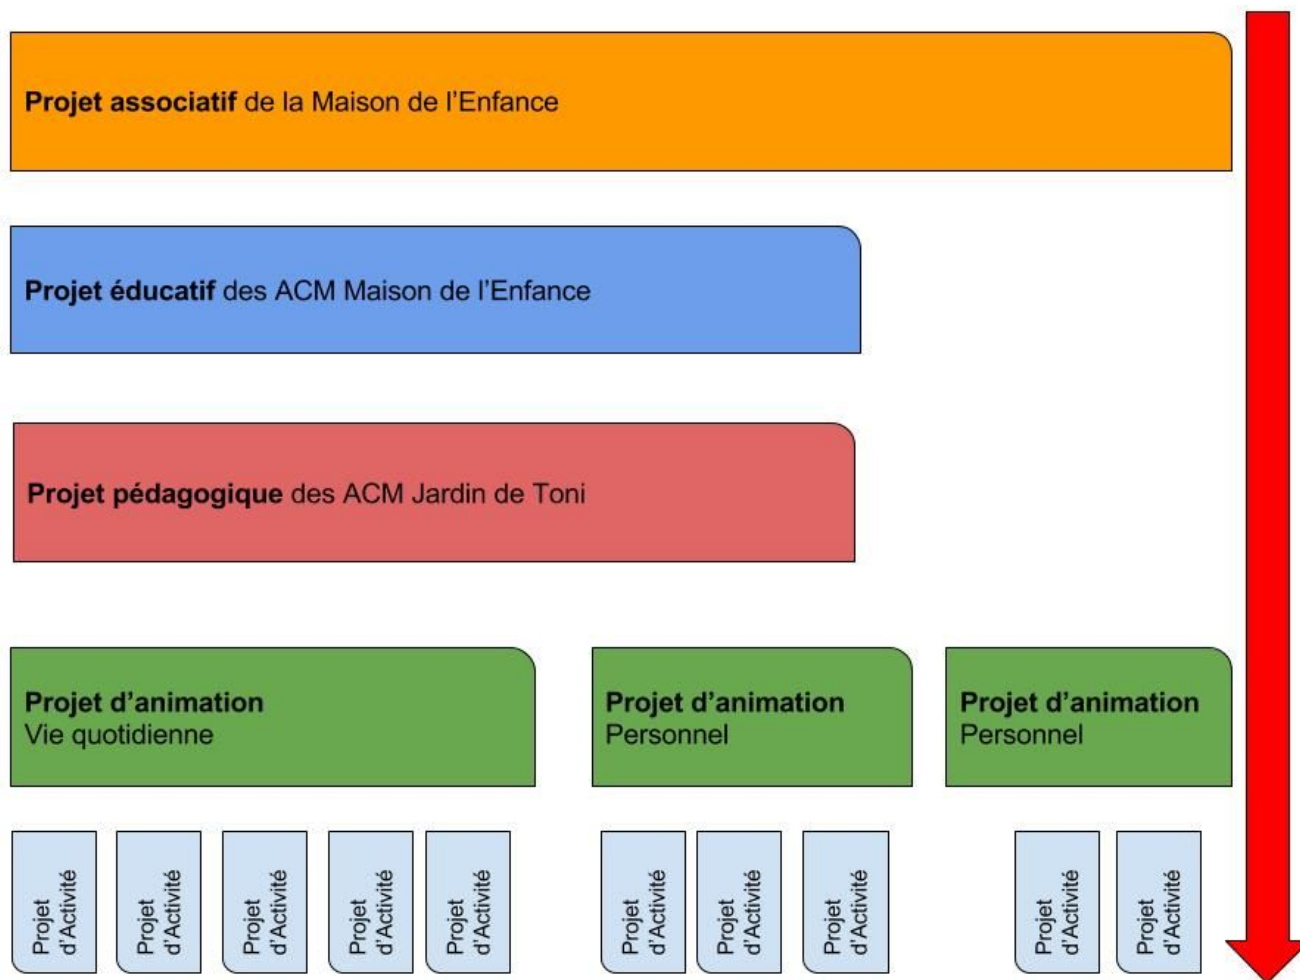 Projet associatif de la Maison de l’Enfance
Projet éducatif des ACM Maison de l’Enfance
Projet pédagogique des ACM Jardin de Toni
Projet d’animation
Vie quotidienne
Projet d’animation
Personnel
Projet d’animation
Personnel
Projet
d’Activité
Projet
d’Activité
Projet
d’Activité
Projet
d’Activité
Projet
d’Activité
Projet
d’Activité
Projet
d’Activité
Projet
d’Activité
Projet
d’Activité
Projet
d’Activité